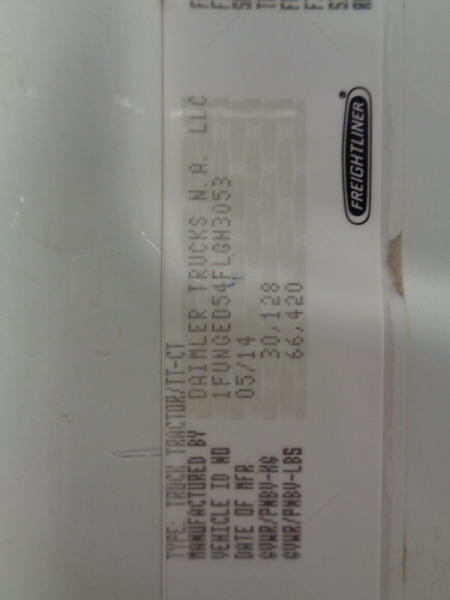 FREIGHTLINER
TYPE: TRUCK TRACTOR/TT-CT
MANUFACTURED BY DAIMLER TRUCKS N.A. LLC
VEHICLE ID NO 1FUNGED54FLGH3053
DATE OF MFR 05/14
GVWR/PNBV-KG 30,128
GVWR/PNBV-LBS 66,420